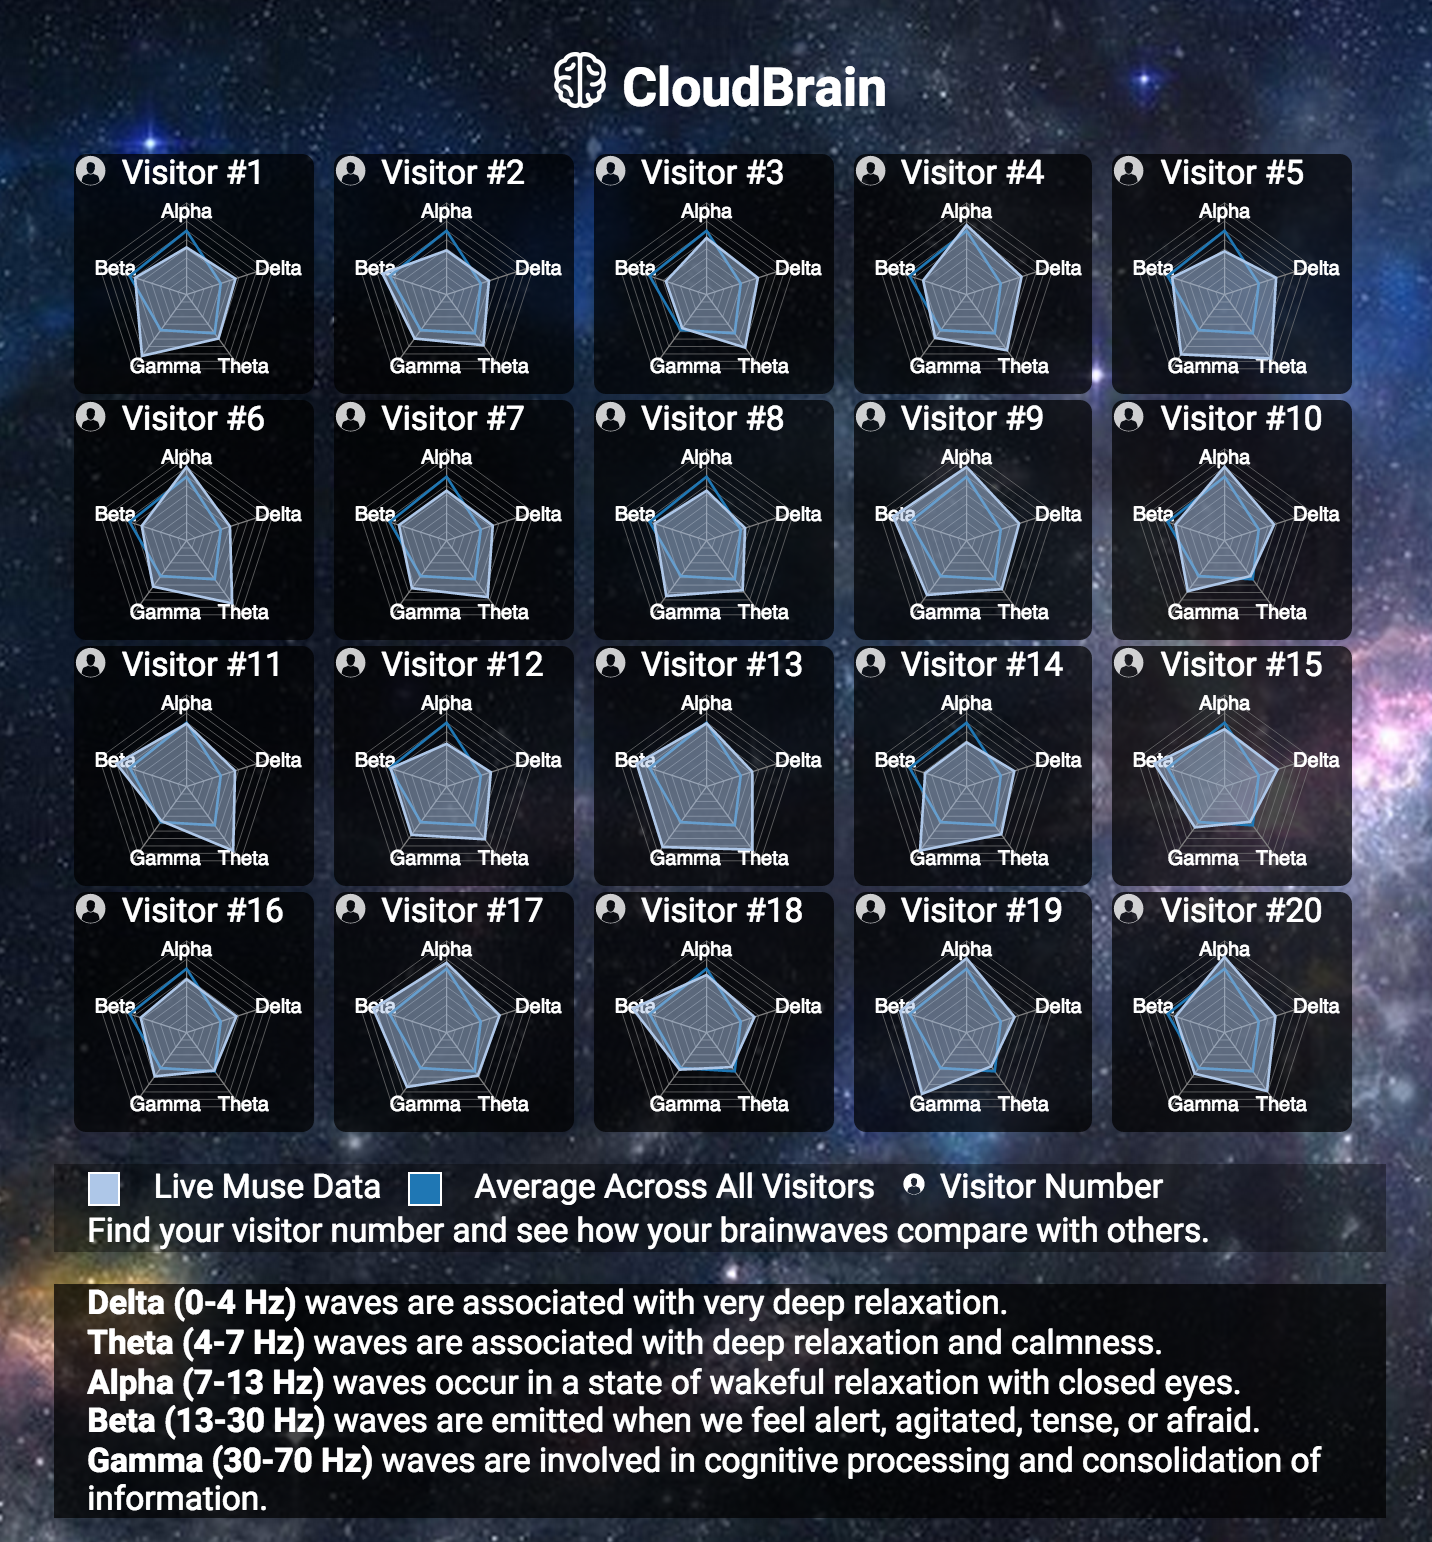 CloudBrain
Visitor #1
Alpha
Beta
Delta
Gamma
Theta
Visitor #2
Alpha
Beta
Delta
Gamma
Theta
Visitor #3
Alpha
Beta
Delta
Gamma
Theta
Visitor #4
Alpha
Beta
Delta
Gamma
Theta
Visitor #5
Alpha
Beta
Delta
Gamma
Theta
Visitor #6
Alpha
Beta
Delta
Gamma
Theta
Visitor #7
Alpha
Beta
Delta
Gamma
Theta
Visitor #8
Alpha
Beta
Delta
Gamma
Theta
Visitor #9
Alpha
Beta
Delta
Gamma
Theta
Visitor #10
Alpha
Beta
Delta
Gamma
Theta
Visitor #11
Alpha
Beta
Delta
Gamma
Theta
Visitor #12
Alpha
Beta
Delta
Gamma
Theta
Visitor #13
Alpha
Beta
Delta
Gamma
Theta
Visitor #14
Alpha
Beta
Delta
Gamma
Theta
Visitor #15
Alpha
Beta
Delta
Gamma
Theta
Visitor #16
Alpha
Beta
Delta
Gamma
Theta
Visitor #17
Alpha
Beta
Delta
Gamma
Theta
Visitor #18
Alpha
Beta
Delta
Gamma
Theta
Visitor #19
Alpha
Beta
Delta
Gamma
Theta
Visitor #20
Alpha
Beta
Delta
Gamma
Theta
Live Muse Data Average Across All Visitors Visitor Number
Find your visitor number and see how your brainwaves compare with others.
Delta (0-4 Hz) waves are associated with very deep relaxation.
Theta (4-7 Hz) waves are associated with deep relaxation and calmness.
Alpha (7-13 Hz) waves occur in a state of wakeful relaxation with closed eyes.
Beta (13-30 Hz) waves are emitted when we feel alert, agitated, tense, or afraid.
Gamma (30-70 Hz) waves are involved in cognitive processing and consolidation of
information.